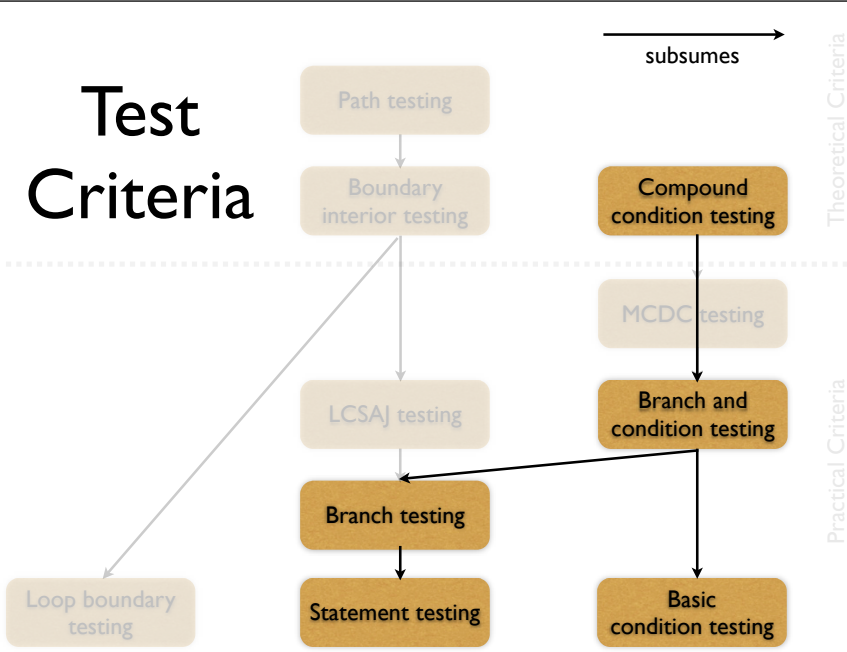 Test
Criteria
subsumes
Theoretical Criteria
Path testing
Boundary
interior testing
Compound
condition testing
MCDC testing
LCSAJ testing
Branch and
condition testing
Practical Criteria
Branch testing
Loop boundary
testing
Statement testing
Basic
condition testing